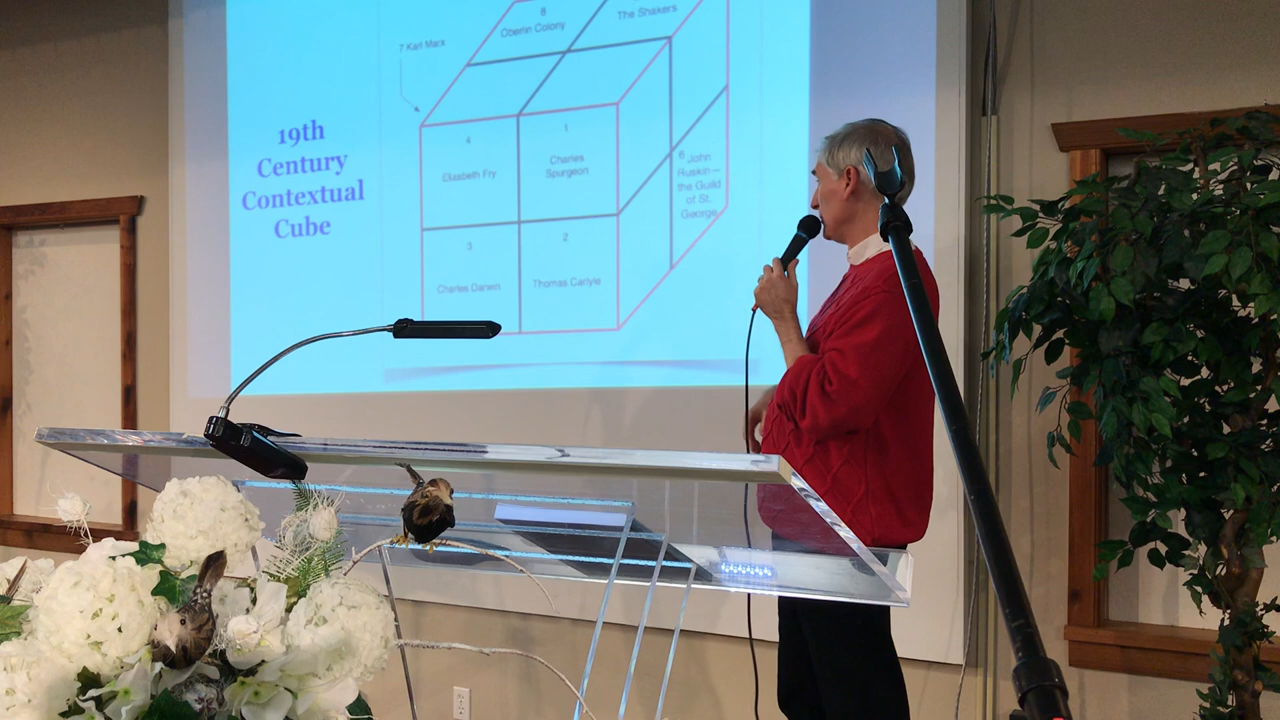 19th
Century
Contextual
Cube
7 Karl Marx
8
Oberlin Colony
The Shakers
4
Elizabeth Fry
1
Charles
Spurgeon
6 John
Ruskin –
the Guild
of St.
George
3
Charles Darwin
2
Thomas Carlyle